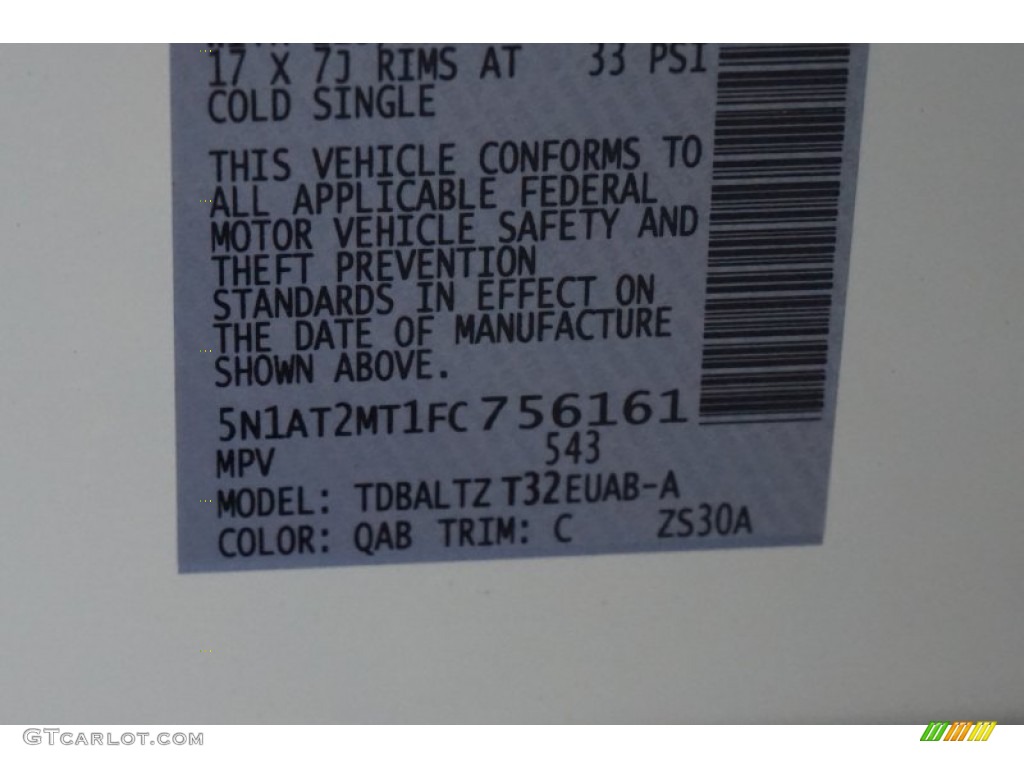 17 X 7J RIMS AT 33 PSI
COLD SINGLE
THIS VEHICLE CONFORMS TO
ALL APPLICABLE FEDERAL
MOTOR VEHICLE SAFETY AND
THEFT PREVENTION
STANDARDS IN EFFECT ON
THE DATE OF MANUFACTURE
SHOWN ABOVE.
5N1AT2MT1FC756161
MPV 543
MODEL: TDBALTZ T32EUAB-A
COLOR: QAB TRIM: C ZS30A
GTCARLOT.COM